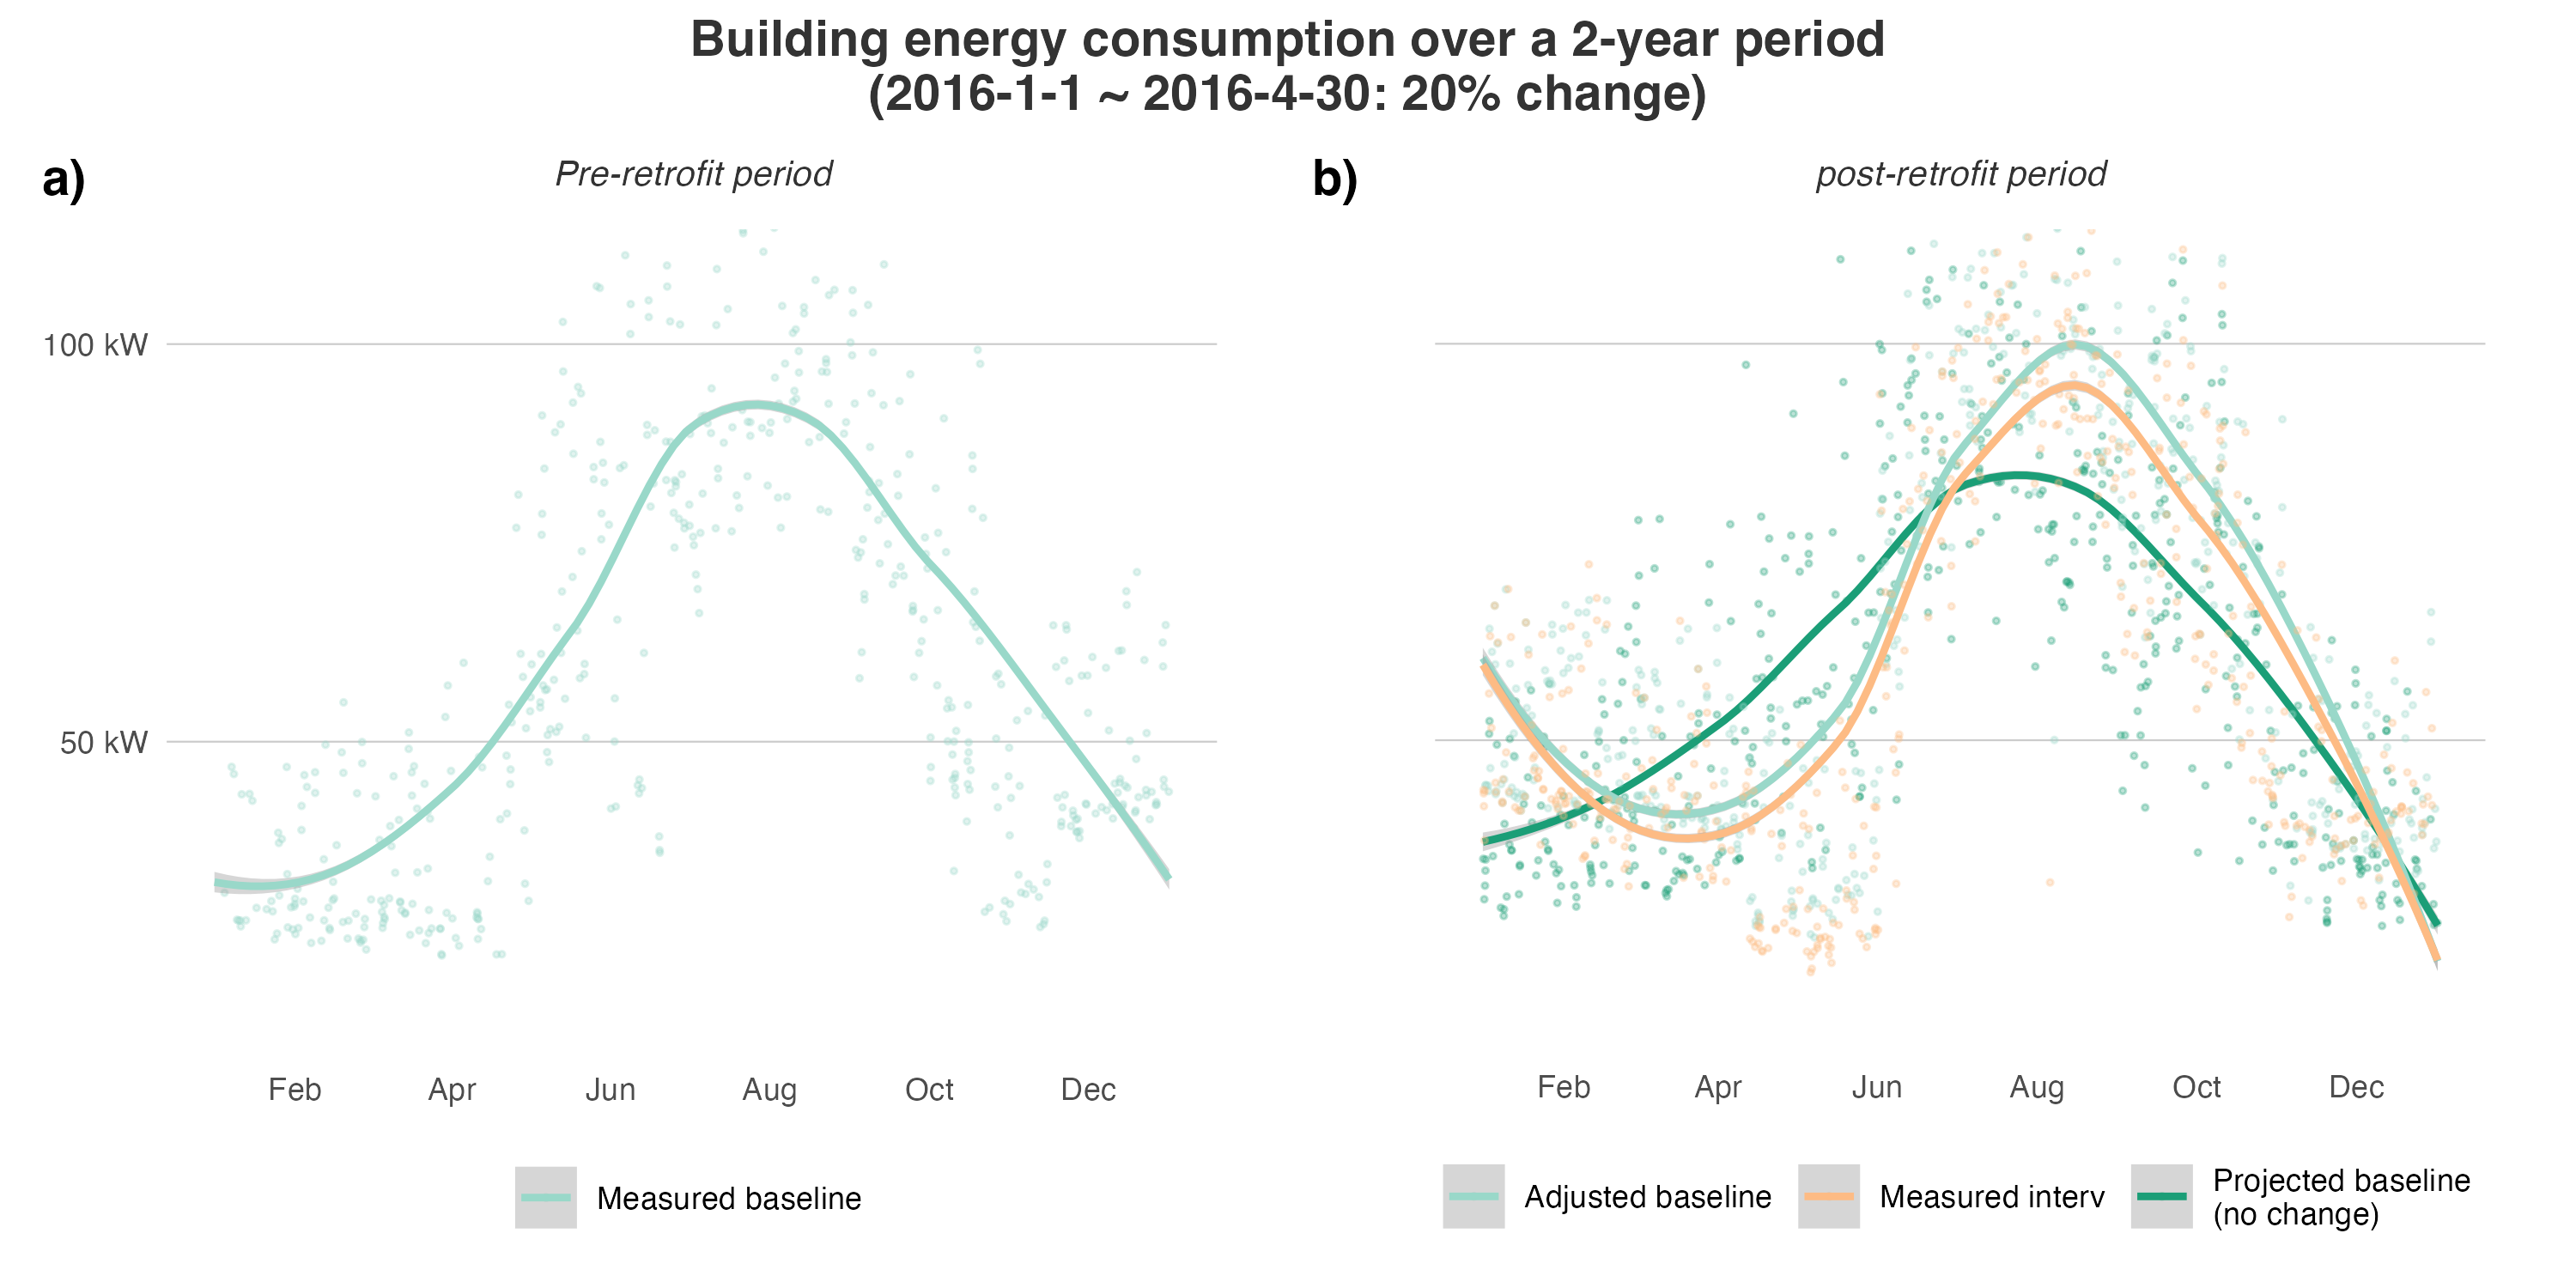 Building energy consumption over a 2-year period
(2016-1-1 ~ 2016-4-30: 20% change)
a)
Pre-retrofit period
100 kW
50 kW
Feb Apr Jun Aug Oct Dec
Measured baseline
b)
post-retrofit period
Feb Apr Jun Aug Oct Dec
Adjusted baseline
Measured interv
Projected baseline
(no change)